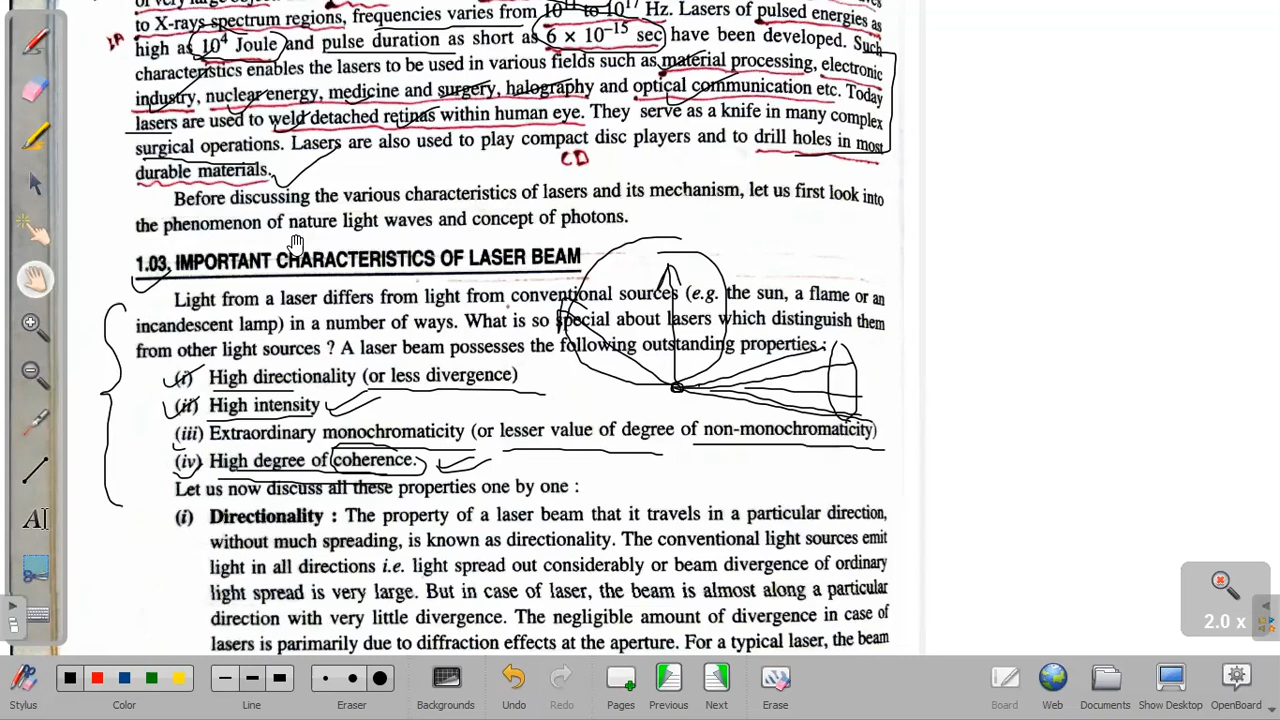 to X-rays spectrum regions, frequencies varies from 10¹¹ to 10¹⁷ Hz. Lasers of pulsed energies as
high as 10⁴ Joule and pulse duration as short as 6 × 10⁻¹⁵ sec have been developed. Such
characteristics enables the lasers to be used in various fields such as material processing, electronic
industry, nuclear energy, medicine and surgery, halography and optical communication etc. Today
lasers are used to weld detached retinas within human eye. They serve as a knife in many complex
surgical operations. Lasers are also used to play compact disc players and to drill holes in most
CD
durable materials.
Before discussing the various characteristics of lasers and its mechanism, let us first look into
the phenomenon of nature light waves and concept of photons.
1.03. IMPORTANT CHARACTERISTICS OF LASER BEAM
Light from a laser differs from light from conventional sources (e.g. the sun, a flame or an
incandescent lamp) in a number of ways. What is so special about lasers which distinguish them
from other light sources ? A laser beam possesses the following outstanding properties :
(i) High directionality (or less divergence)
(ii) High intensity
(iii) Extraordinary monochromaticity (or lesser value of degree of non-monochromaticity)
(iv) High degree of coherence.
Let us now discuss all these properties one by one :
(i) Directionality : The property of a laser beam that it travels in a particular direction,
without much spreading, is known as directionality. The conventional light sources emit
light in all directions i.e. light spread out considerably or beam divergence of ordinary
light spread is very large. But in case of laser, the beam is almost along a particular
direction with very little divergence. The negligible amount of divergence in case of
lasers is parimarily due to diffraction effects at the aperture. For a typical laser, the beam
2.0 x
Stylus Color Line Eraser Backgrounds Undo Redo Pages Previous Next Erase Board Web Documents Show Desktop OpenBoard